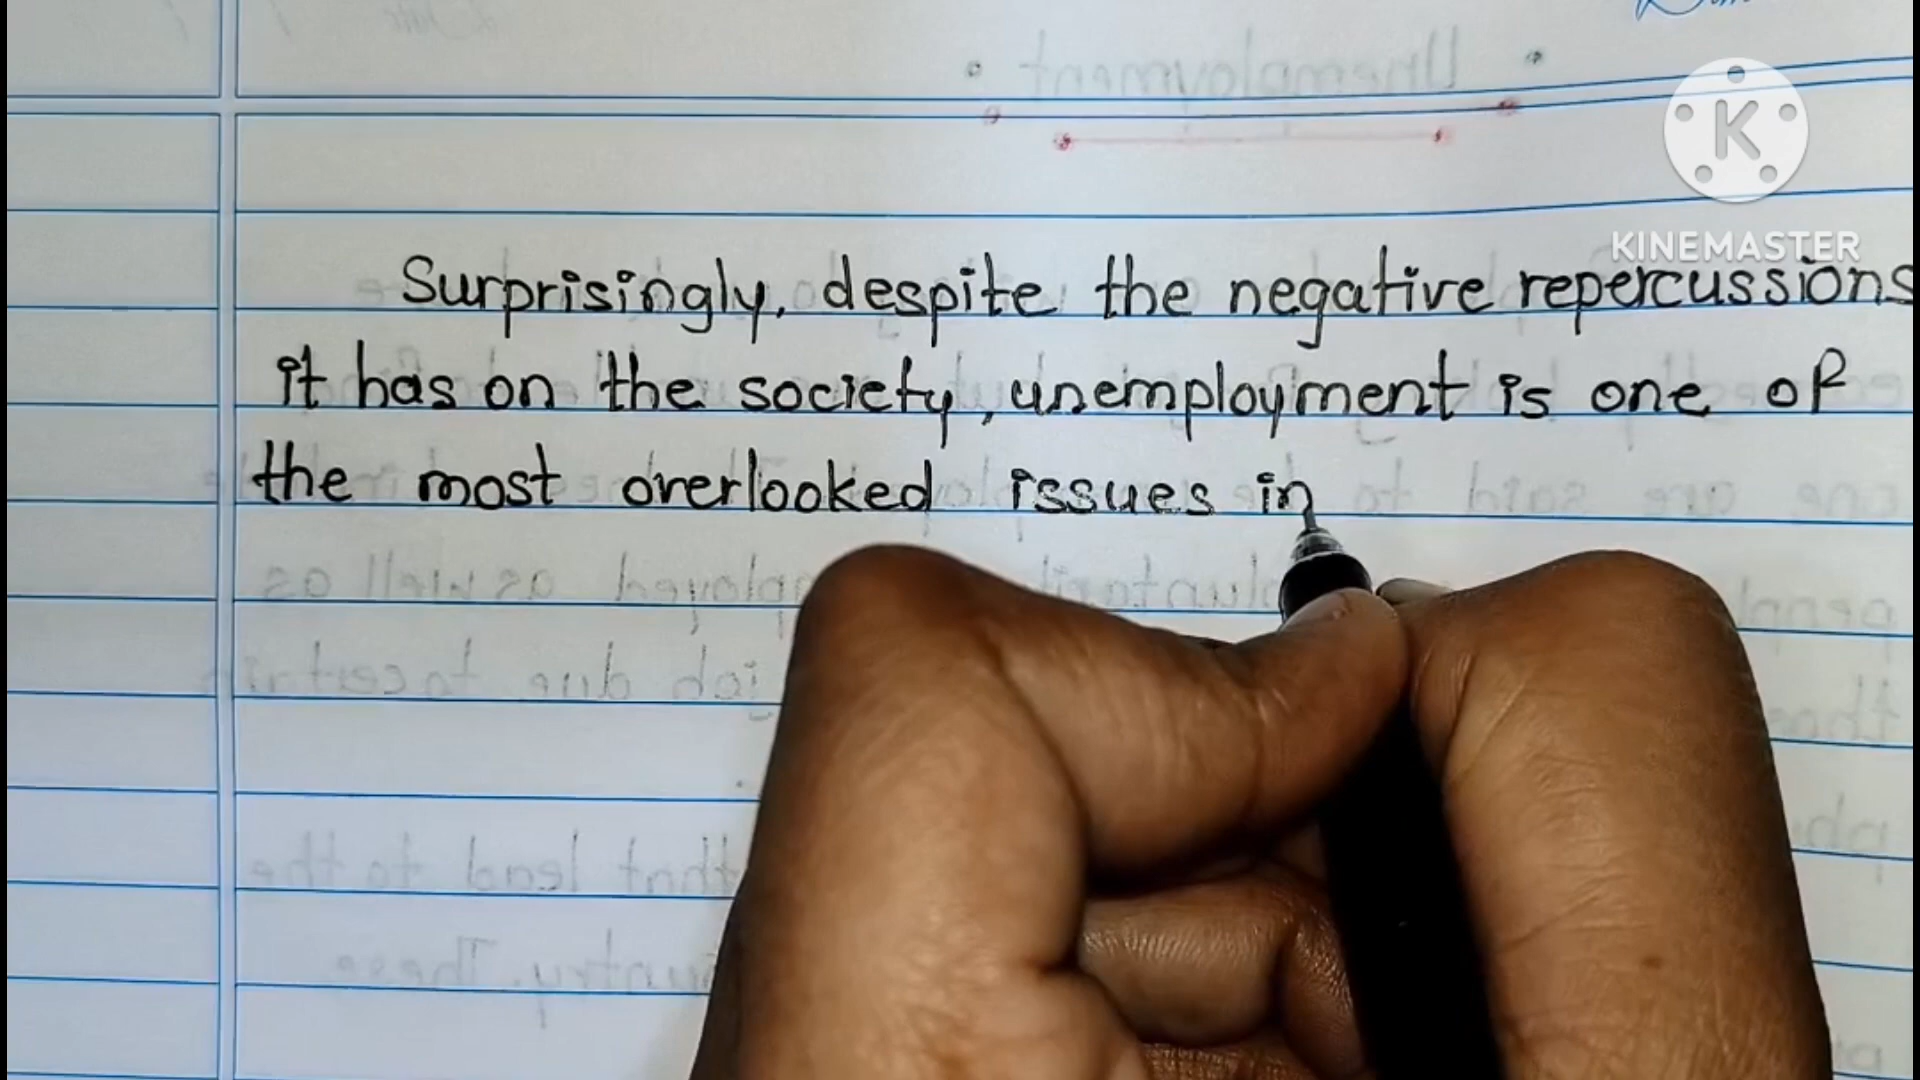 Unemployment
KINEMASTER
Surprisingly, despite the negative repercussions
it has on the society, unemployment is one of
the most overlooked issues in